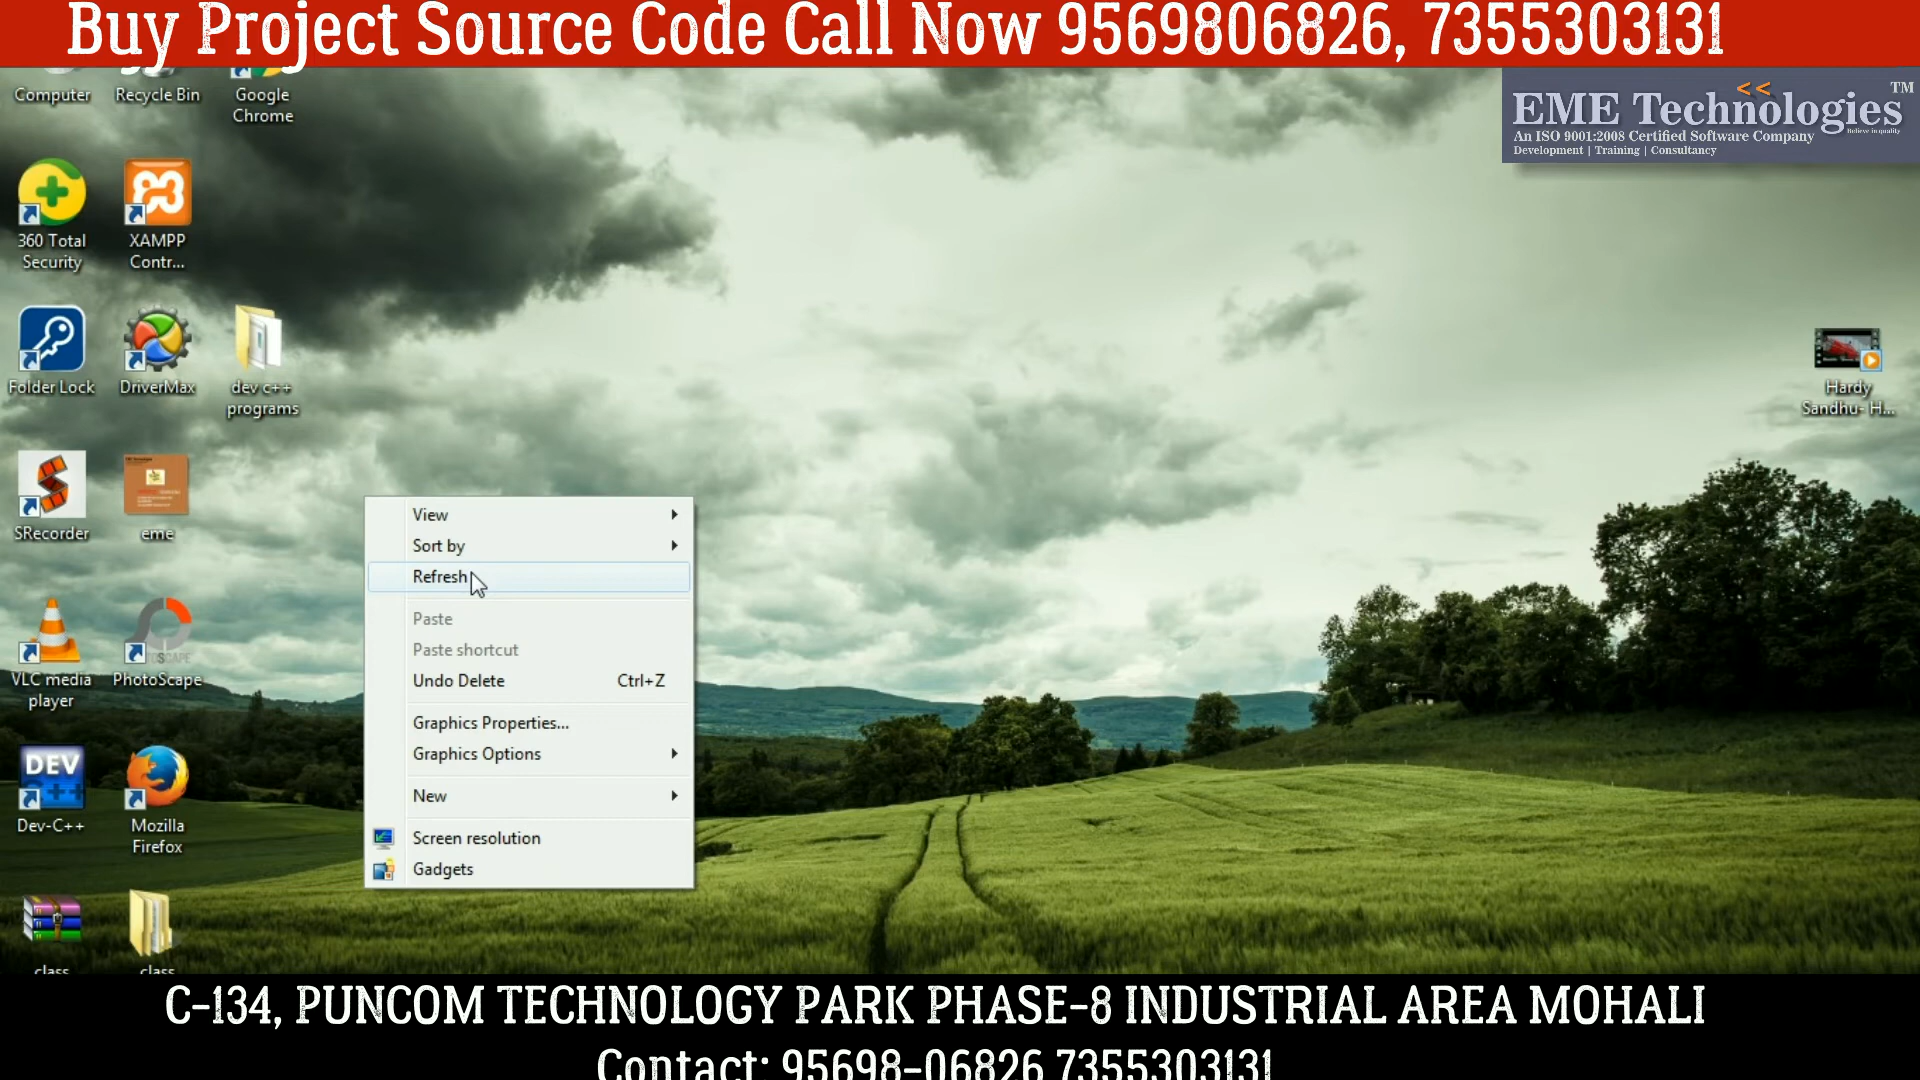 Buy Project Source Code Call Now 9569806826, 7355303131
Computer
Recycle Bin
Google
Chrome
<<
EME Technologies TM
Believe in quality
An ISO 9001:2008 Certified Software Company
Development | Training | Consultancy
360 Total
Security
XAMPP
Contr...
Folder Lock
DriverMax
dev c++
programs
Hardy
Sandhu- H...
SRecorder
eme
VLC media
player
PhotoScape
DEV
C++
Dev-C++
Mozilla
Firefox
class
class
View
Sort by
Refresh
Paste
Paste shortcut
Undo Delete Ctrl+Z
Graphics Properties...
Graphics Options
New
Screen resolution
Gadgets
C-134, PUNCOM TECHNOLOGY PARK PHASE-8 INDUSTRIAL AREA MOHALI
Contact: 95698-06826 7355303131